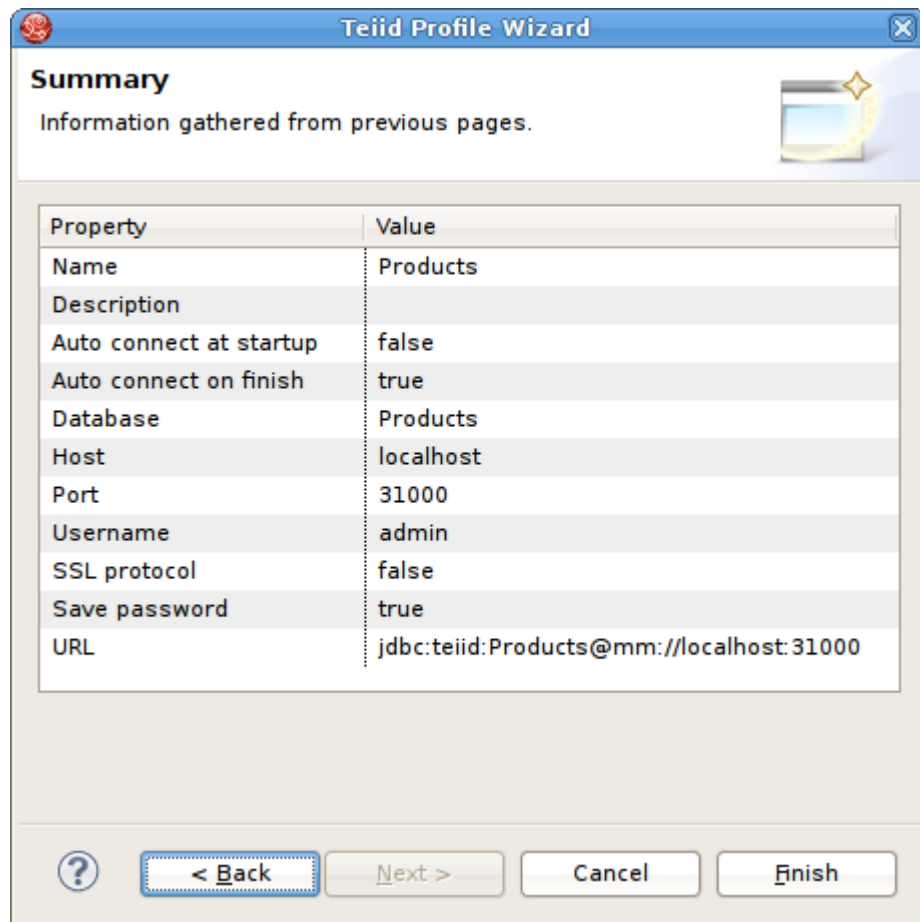 Teiid Profile Wizard
Summary
Information gathered from previous pages.
Property Value
Name Products
Description
Auto connect at startup false
Auto connect on finish true
Database Products
Host localhost
Port 31000
Username admin
SSL protocol false
Save password true
URL jdbc:teiid:Products@mm://localhost:31000
? < Back Next > Cancel Finish